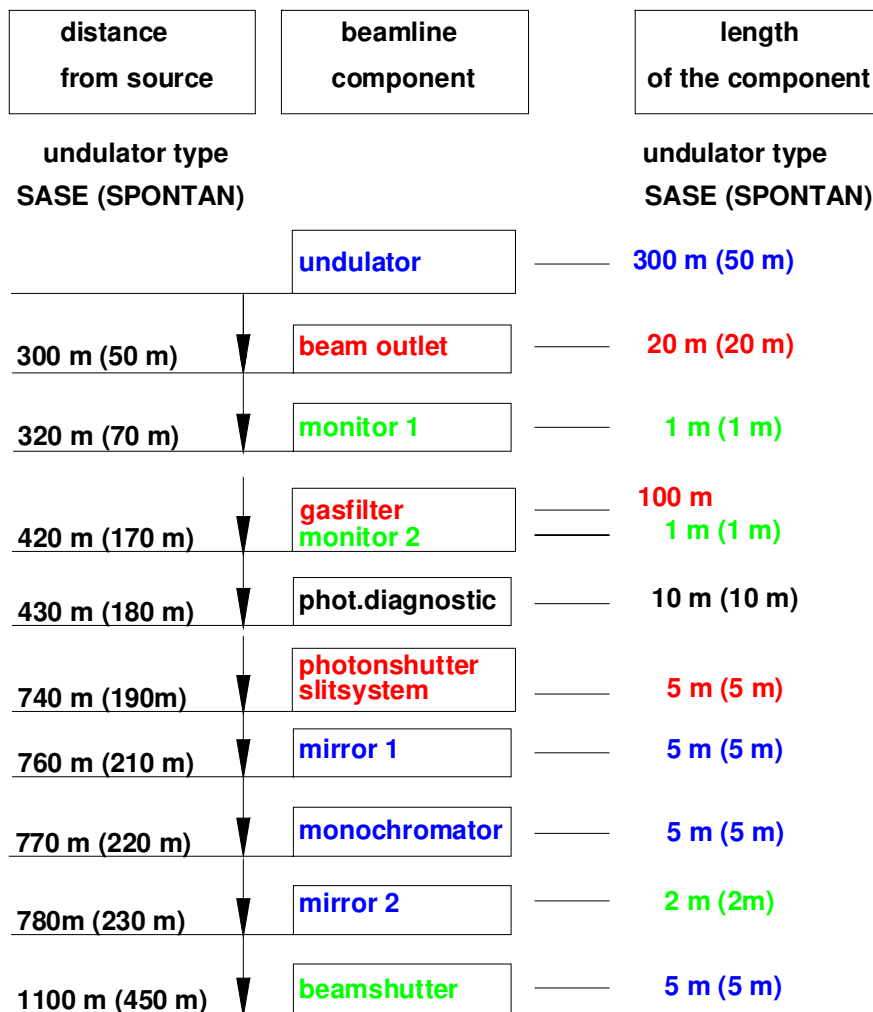 distance
from source
beamline
component
length
of the component
undulator type
SASE (SPONTAN)
undulator type
SASE (SPONTAN)
undulator
300 m (50 m)
300 m (50 m)
beam outlet
20 m (20 m)
320 m (70 m)
monitor 1
1 m (1 m)
420 m (170 m)
gasfilter
monitor 2
100 m
1 m (1 m)
430 m (180 m)
phot.diagnostic
10 m (10 m)
740 m (190m)
photonshutter
slitsystem
5 m (5 m)
760 m (210 m)
mirror 1
5 m (5 m)
770 m (220 m)
monochromator
5 m (5 m)
780m (230 m)
mirror 2
2 m (2m)
1100 m (450 m)
beamshutter
5 m (5 m)